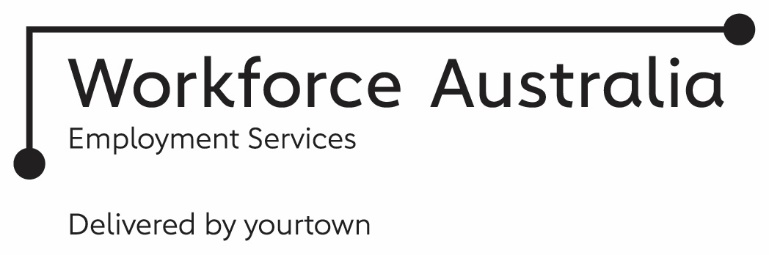 Workforce Australia
Employment Services
Delivered by yourtown